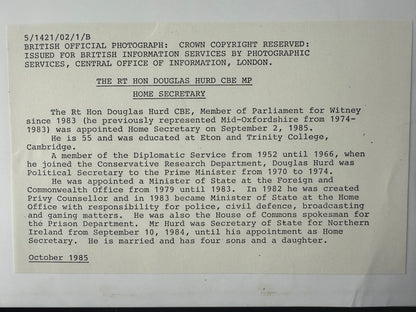 5/1421/02/1/B
BRITISH OFFICIAL PHOTOGRAPH: CROWN COPYRIGHT RESERVED:
ISSUED FOR BRITISH INFORMATION SERVICES BY PHOTOGRAPHIC
SERVICES, CENTRAL OFFICE OF INFORMATION, LONDON.
THE RT HON DOUGLAS HURD CBE MP
HOME SECRETARY
The Rt Hon Douglas Hurd CBE, Member of Parliament for Witney
since 1983 (he previously represented Mid-Oxfordshire from 1974-
1983) was appointed Home Secretary on September 2, 1985.
He is 55 and was educated at Eton and Trinity College,
Cambridge.
A member of the Diplomatic Service from 1952 until 1966, when
he joined the Conservative Research Department, Douglas Hurd was
Political Secretary to the Prime Minister from 1970 to 1974.
He was appointed a Minister of State at the Foreign and
Commonwealth Office from 1979 until 1983. In 1982 he was created
Privy Counsellor and in 1983 became Minister of State at the Home
Office with responsibility for police, civil defence, broadcasting
and gaming matters. He was also the House of Commons spokesman for
the Prison Department. Mr Hurd was Secretary of State for Northern
Ireland from September 10, 1984, until his appointment as Home
Secretary. He is married and has four sons and a daughter.
October 1985